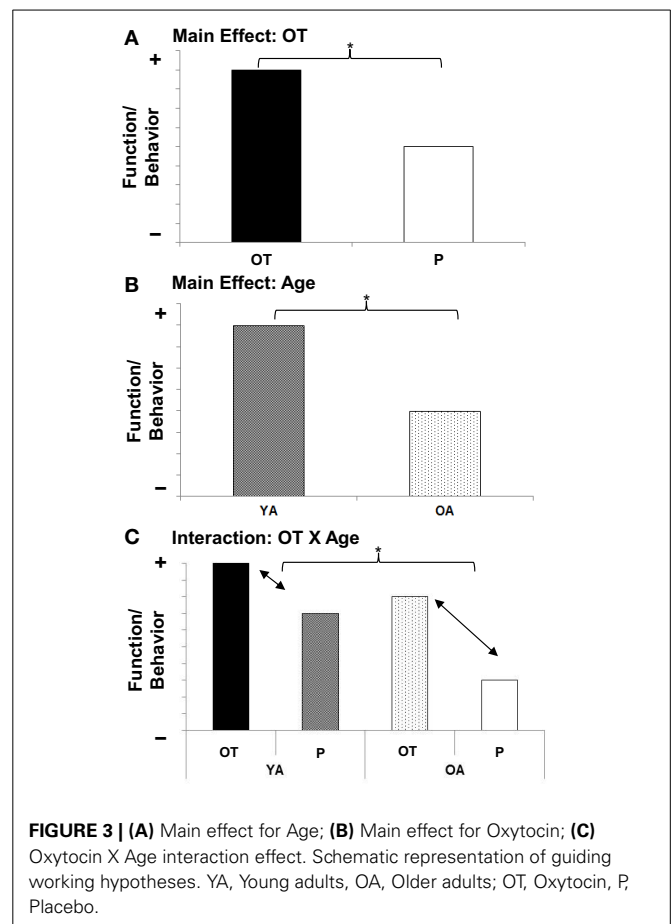 A Main Effect: OT
*
+
Function/
Behavior
–
OT P
B Main Effect: Age
*
+
Function/
Behavior
–
YA OA
C Interaction: OT X Age
*
+
Function/
Behavior
–
OT P OT P
YA OA
FIGURE 3 | (A) Main effect for Age; (B) Main effect for Oxytocin; (C)
Oxytocin X Age interaction effect. Schematic representation of guiding
working hypotheses. YA, Young adults, OA, Older adults; OT, Oxytocin, P,
Placebo.